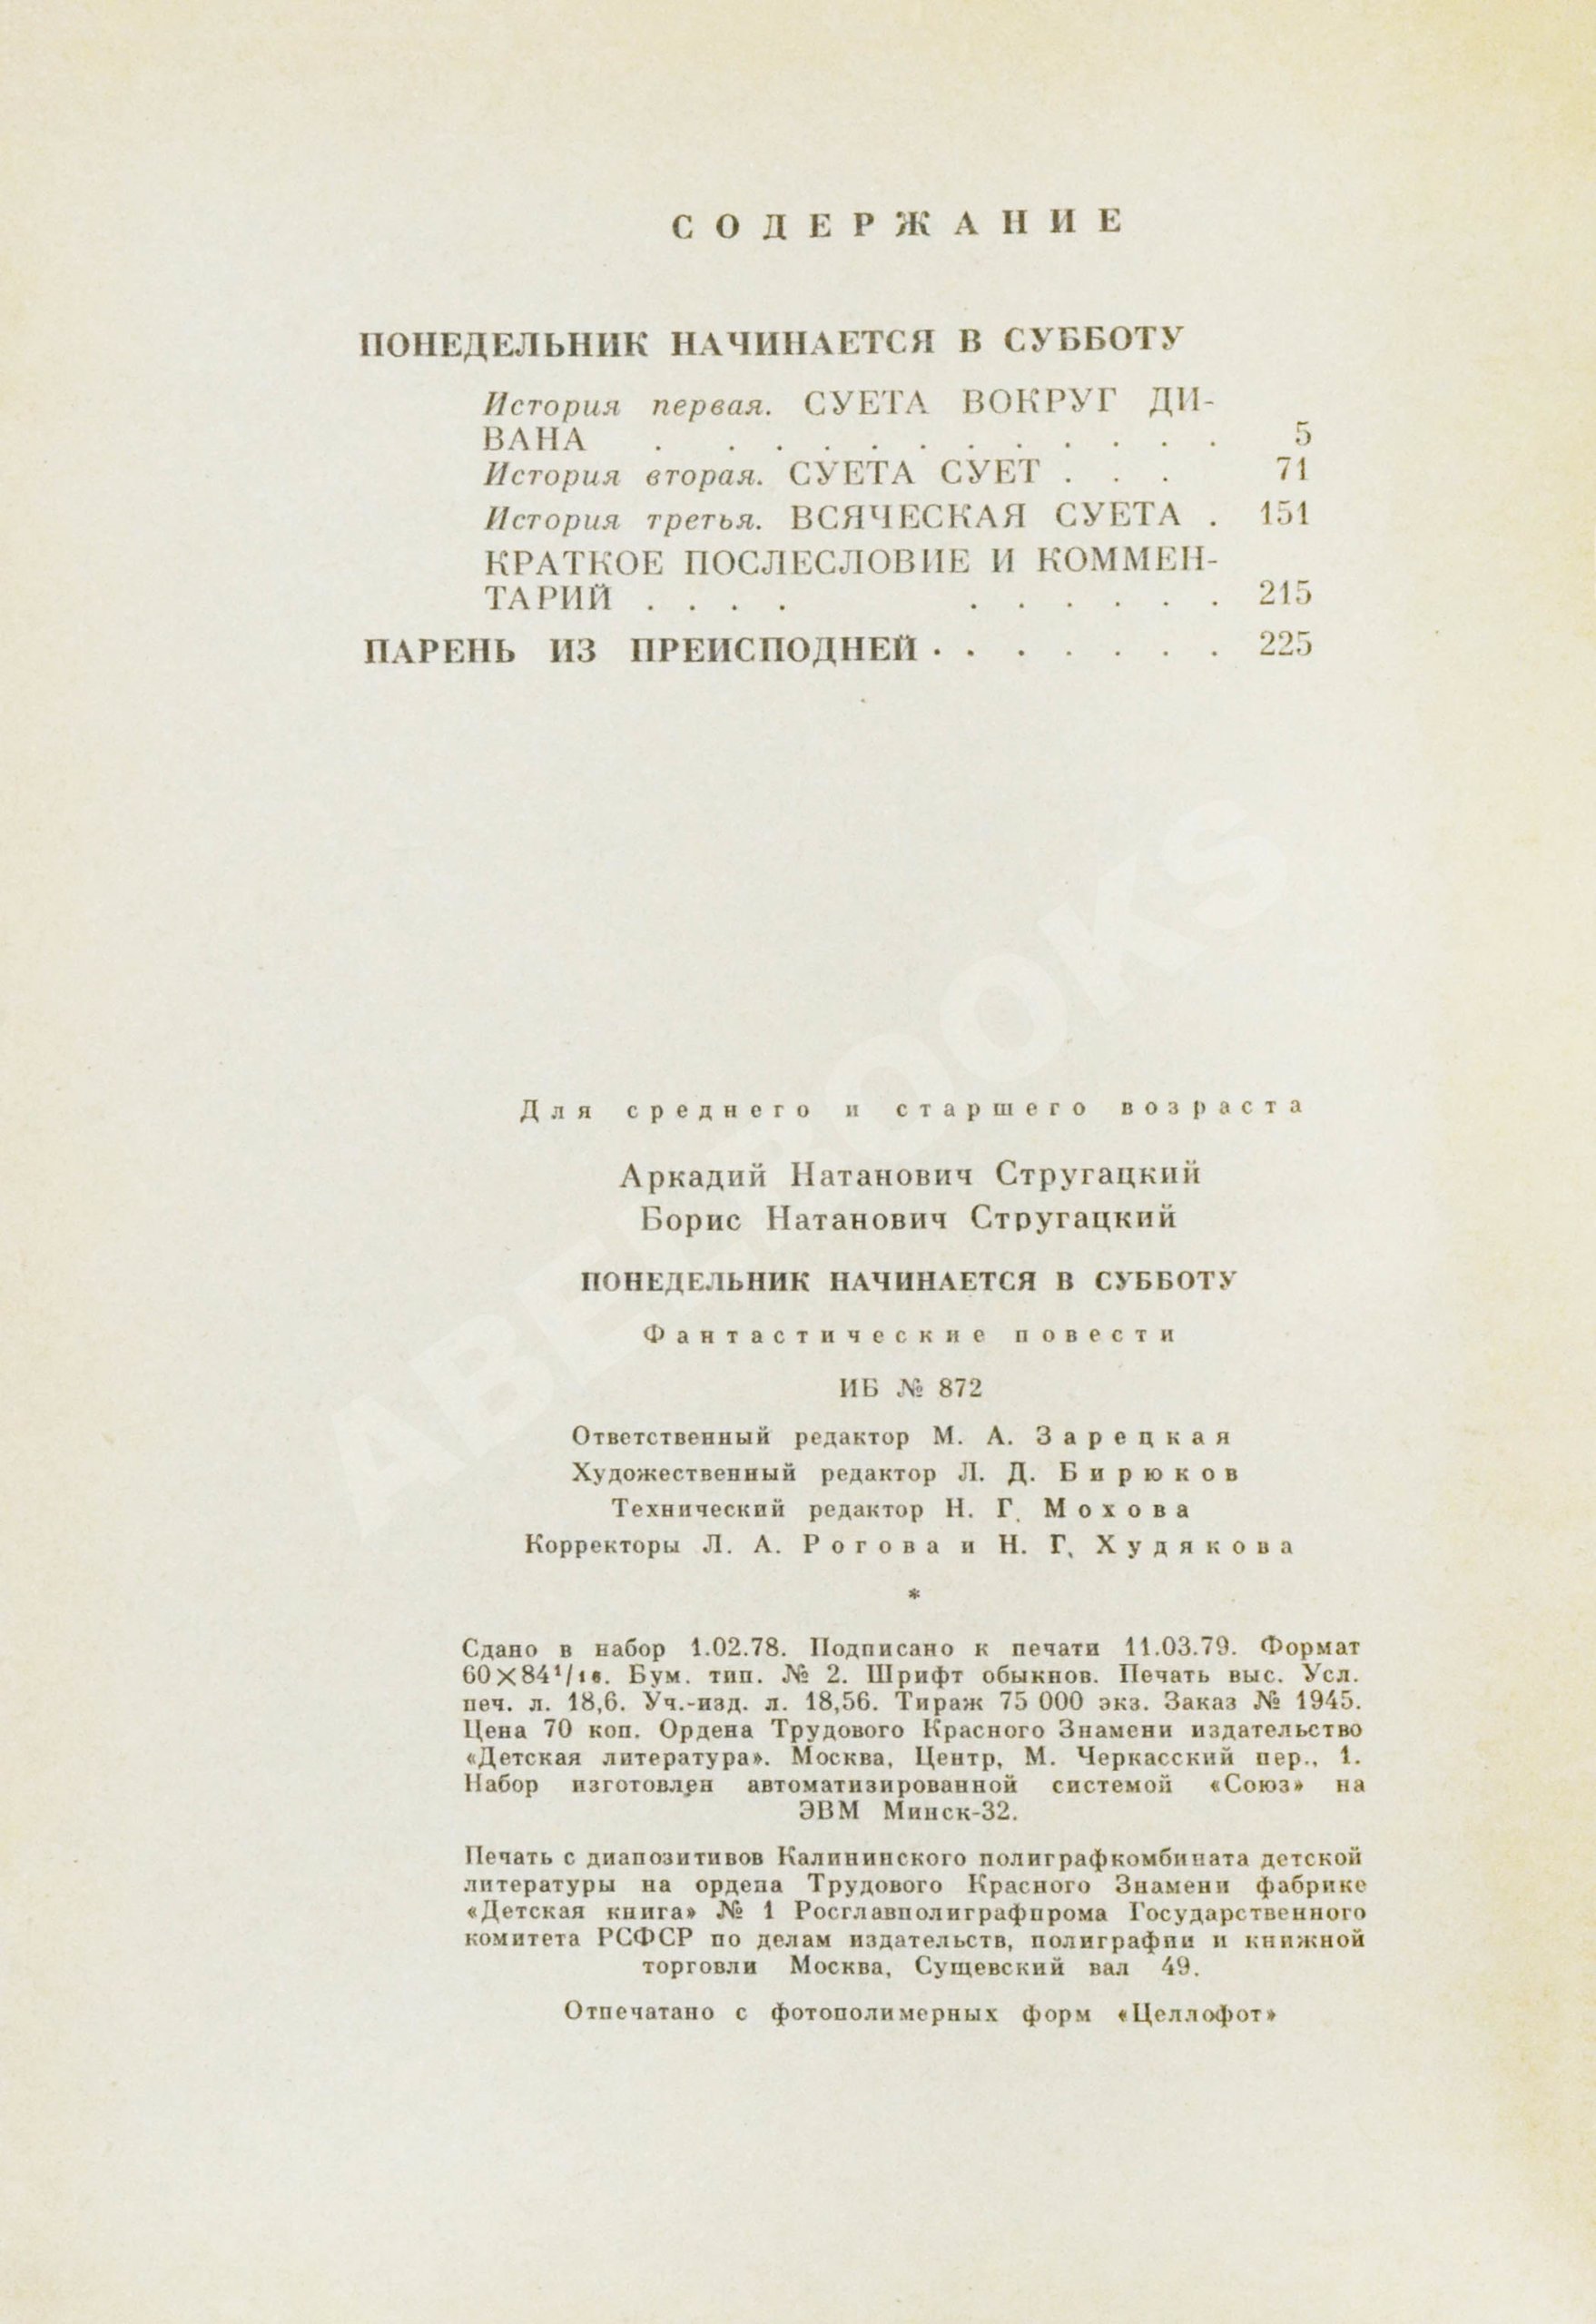 СОДЕРЖАНИЕ
ПОНЕДЕЛЬНИК НАЧИНАЕТСЯ В СУББОТУ
История первая. СУЕТА ВОКРУГ ДИ-
ВАНА . . . . . . . . . . . . 5
История вторая. СУЕТА СУЕТ . . . 71
История третья. ВСЯЧЕСКАЯ СУЕТА . 151
КРАТКОЕ ПОСЛЕСЛОВИЕ И КОММЕН-
ТАРИЙ . . . . . . . . . . 215
ПАРЕНЬ ИЗ ПРЕИСПОДНЕЙ . . . . . . . 225
Для среднего и старшего возраста
Аркадий Натанович Стругацкий
Борис Натанович Стругацкий
ПОНЕДЕЛЬНИК НАЧИНАЕТСЯ В СУББОТУ
Фантастические повести
ИБ № 872
Ответственный редактор М. А. Зарецкая
Художественный редактор Л. Д. Бирюков
Технический редактор Н. Г. Мохова
Корректоры Л. А. Рогова и Н. Г. Худякова
*
Сдано в набор 1.02.78. Подписано к печати 11.03.79. Формат
60×84¹/₁₆. Бум. тип. № 2. Шрифт обыкнов. Печать выс. Усл.
печ. л. 18,6. Уч.-изд. л. 18,56. Тираж 75 000 экз. Заказ № 1945.
Цена 70 коп. Ордена Трудового Красного Знамени издательство
«Детская литература». Москва, Центр, М. Черкасский пер., 1.
Набор изготовлен автоматизированной системой «Союз» на
ЭВМ Минск-32.
Печать с диапозитивов Калининского полиграфкомбината детской
литературы на ордена Трудового Красного Знамени фабрике
«Детская книга» № 1 Росглавполиграфпрома Государственного
комитета РСФСР по делам издательств, полиграфии и книжной
торговли Москва, Сущевский вал 49.
Отпечатано с фотополимерных форм «Целлофот»